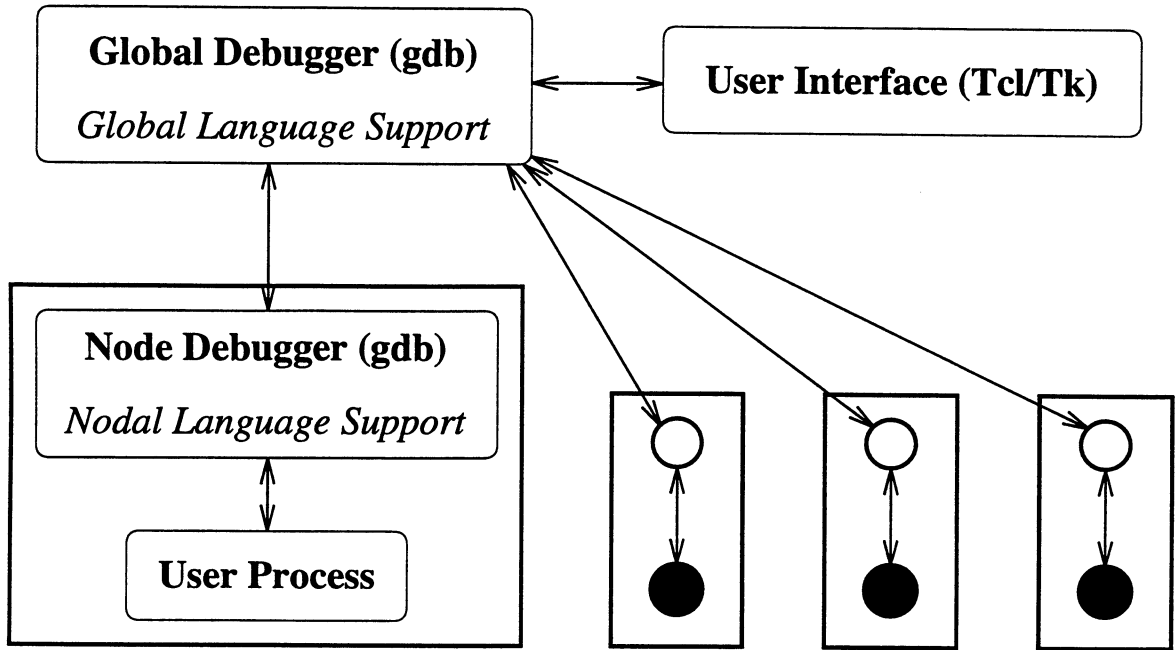 Global Debugger (gdb)
Global Language Support
User Interface (Tcl/Tk)
Node Debugger (gdb)
Nodal Language Support
User Process